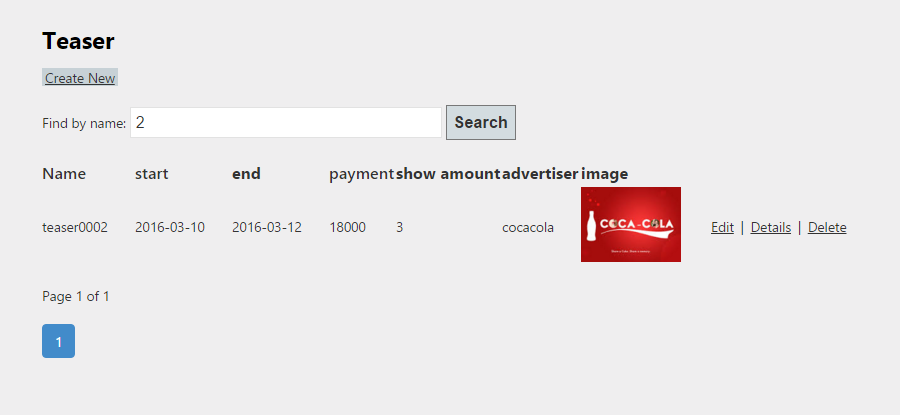 Teaser
Create New
Find by name: 2 Search
Name start end payment show amount advertiser image
teaser0002 2016-03-10 2016-03-12 18000 3 cocacola COCA-COLA Edit | Details | Delete
Page 1 of 1
1